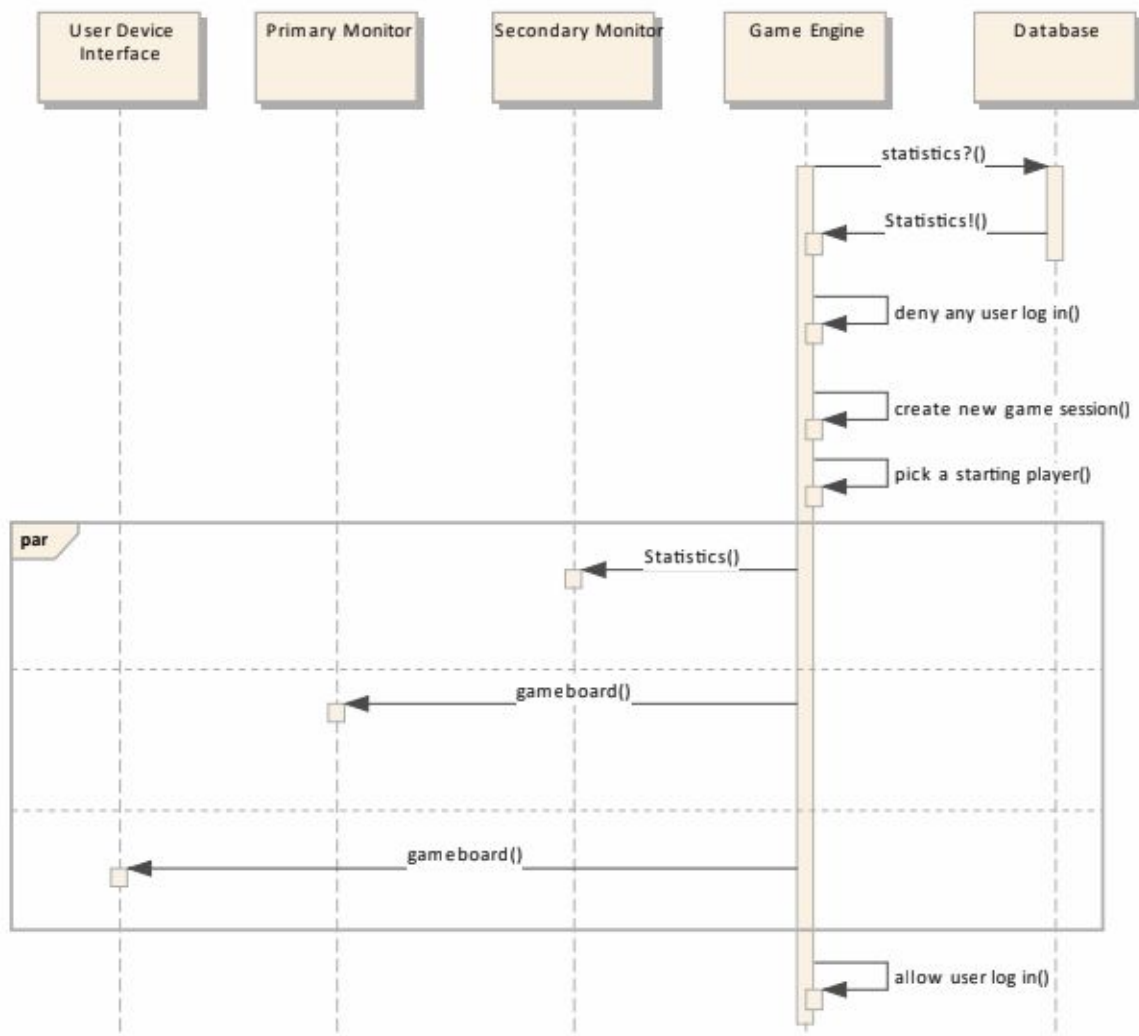 User Device
Interface
Primary Monitor
Secondary Monitor
Game Engine
Database
statistics?()
Statistics!()
deny any user log in()
create new game session()
pick a starting player()
par
Statistics()
gameboard()
gameboard()
allow user log in()